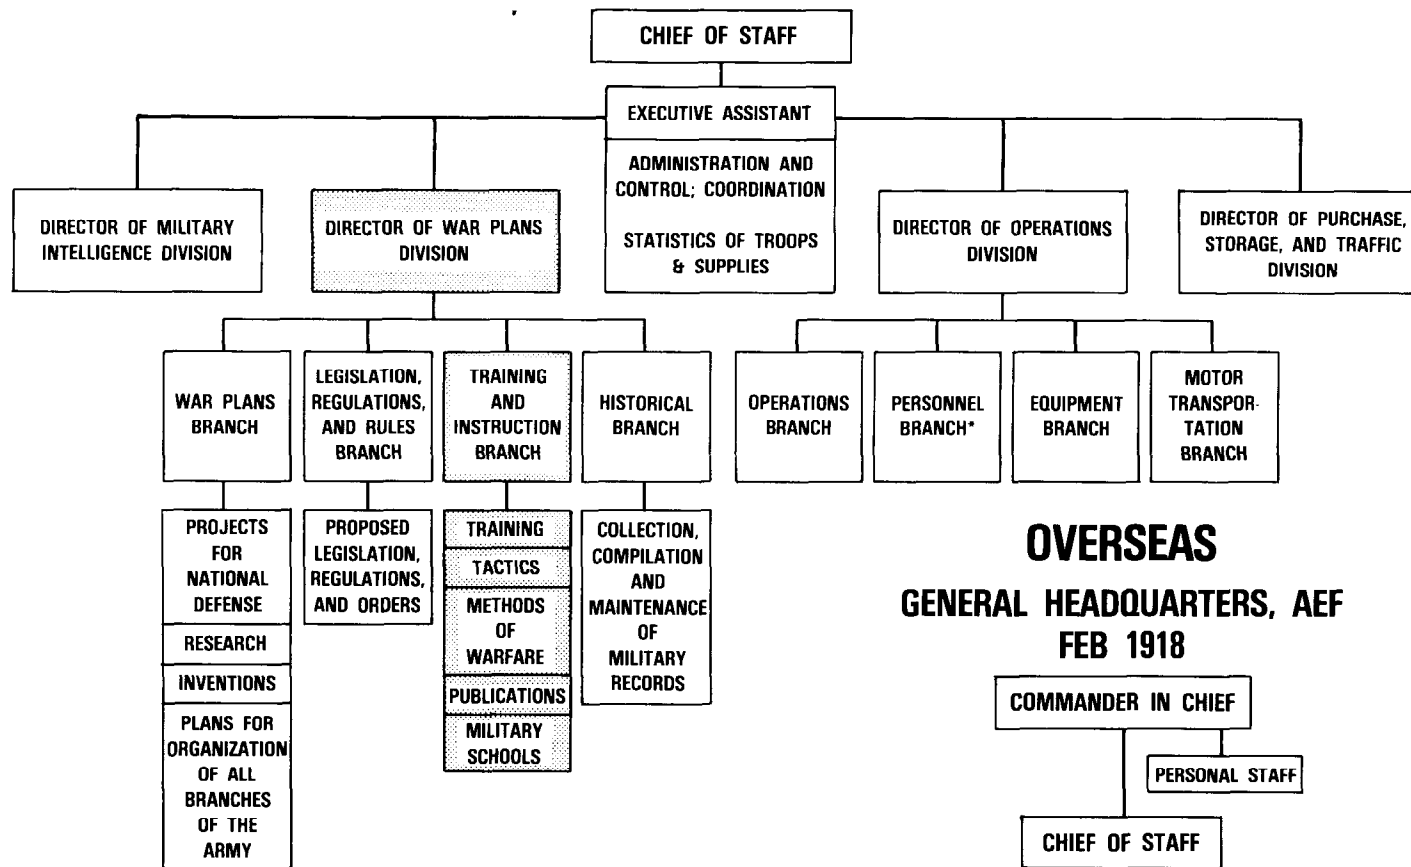 CHIEF OF STAFF
EXECUTIVE ASSISTANT
ADMINISTRATION AND
CONTROL; COORDINATION
STATISTICS OF TROOPS
& SUPPLIES
DIRECTOR OF MILITARY
INTELLIGENCE DIVISION
DIRECTOR OF WAR PLANS
DIVISION
DIRECTOR OF OPERATIONS
DIVISION
DIRECTOR OF PURCHASE,
STORAGE, AND TRAFFIC
DIVISION
WAR PLANS
BRANCH
LEGISLATION,
REGULATIONS,
AND RULES
BRANCH
TRAINING
AND
INSTRUCTION
BRANCH
HISTORICAL
BRANCH
OPERATIONS
BRANCH
PERSONNEL
BRANCH*
EQUIPMENT
BRANCH
MOTOR
TRANSPOR-
TATION
BRANCH
PROJECTS
FOR
NATIONAL
DEFENSE
RESEARCH
INVENTIONS
PLANS FOR
ORGANIZATION
OF ALL
BRANCHES
OF THE
ARMY
PROPOSED
LEGISLATION,
REGULATIONS,
AND ORDERS
TRAINING
TACTICS
METHODS
OF
WARFARE
PUBLICATIONS
MILITARY
SCHOOLS
COLLECTION,
COMPILATION
AND
MAINTENANCE
OF
MILITARY
RECORDS
OVERSEAS
GENERAL HEADQUARTERS, AEF
FEB 1918
COMMANDER IN CHIEF
PERSONAL STAFF
CHIEF OF STAFF